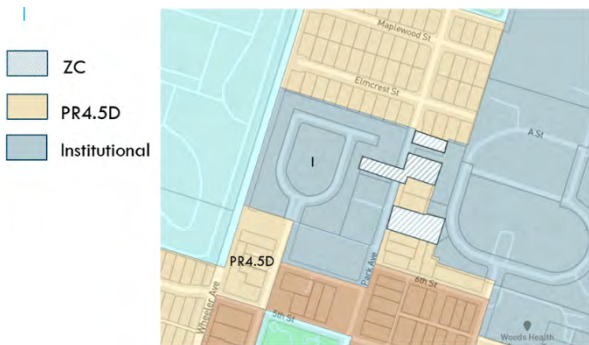 Maplewood St
ZC
Elmcrest St
PR4.5D
Institutional
A St
I
PR4.5D
Park Ave
6th St
Wheeler Ave
5th St
Woods Health